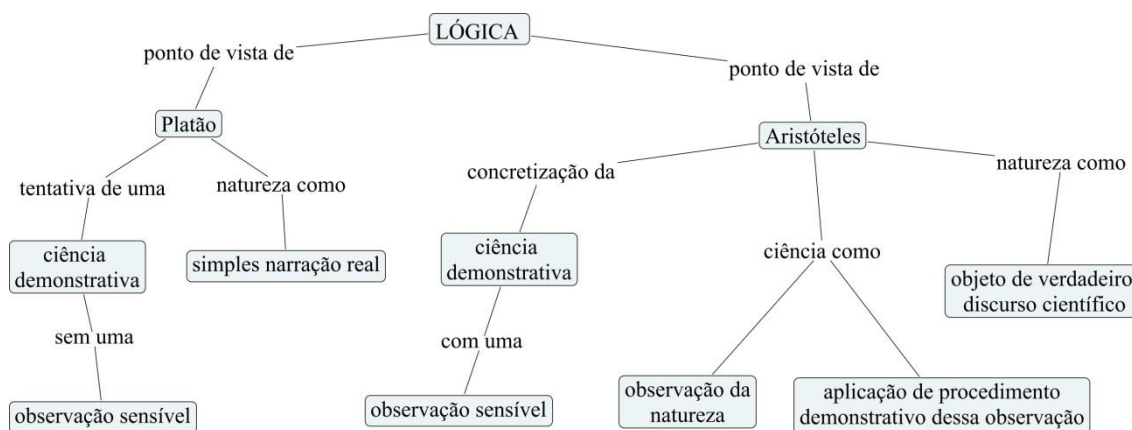 LÓGICA
ponto de vista de
ponto de vista de
Platão
Aristóteles
tentativa de uma
natureza como
concretização da
natureza como
ciência
demonstrativa
simples narração real
ciência
demonstrativa
ciência como
objeto de verdadeiro
discurso científico
sem uma
com uma
observação sensível
observação sensível
observação da
natureza
aplicação de procedimento
demonstrativo dessa observação